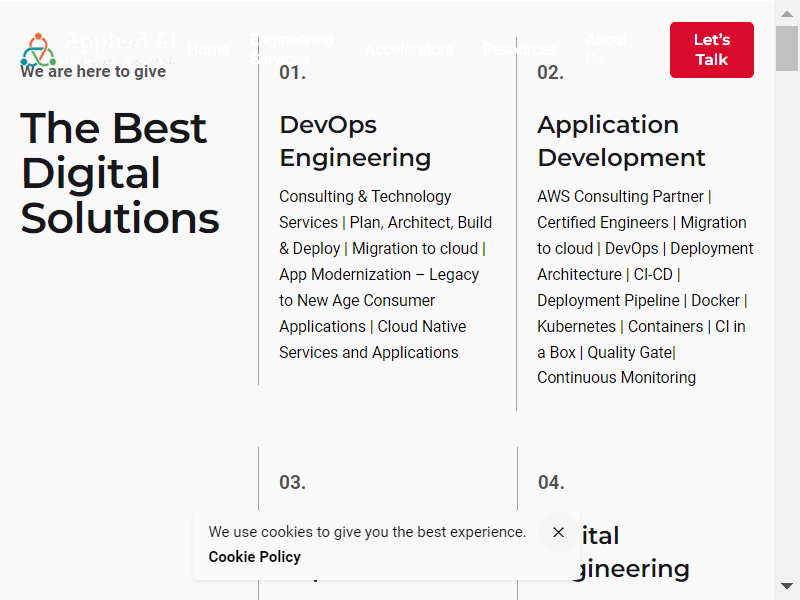 Applied AI
Home
Engineering
Services
Accelerators
Resources
About
Us
Let's
Talk
We are here to give
The Best
Digital
Solutions
01.
DevOps
Engineering
Consulting & Technology
Services | Plan, Architect, Build
& Deploy | Migration to cloud |
App Modernization – Legacy
to New Age Consumer
Applications | Cloud Native
Services and Applications
02.
Application
Development
AWS Consulting Partner |
Certified Engineers | Migration
to cloud | DevOps | Deployment
Architecture | CI-CD |
Deployment Pipeline | Docker |
Kubernetes | Containers | CI in
a Box | Quality Gate|
Continuous Monitoring
03.
04.
ital
gineering
We use cookies to give you the best experience.
Cookie Policy